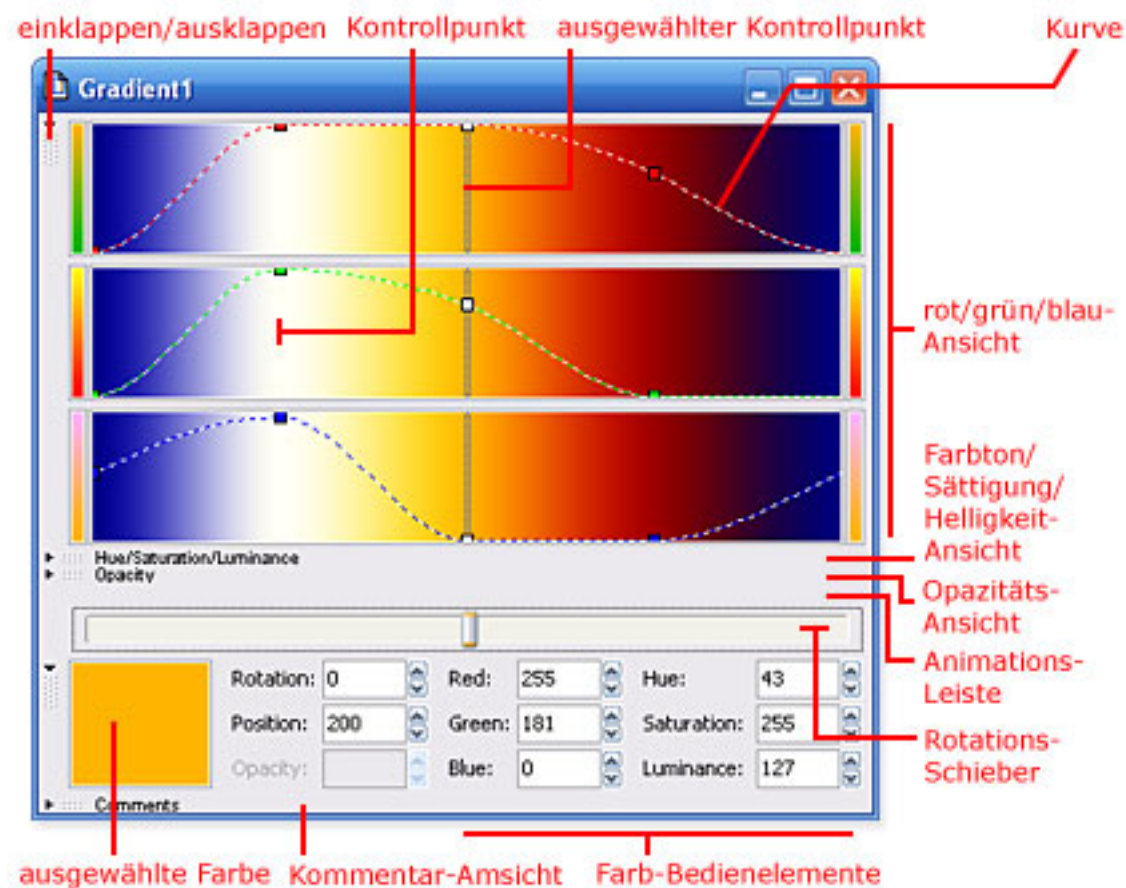 einklappen/ausklappen Kontrollpunkt ausgewählter Kontrollpunkt Kurve
Gradient1
rot/grün/blau-
Ansicht
Farbton/
Sättigung/
Helligkeit-
Ansicht
Hue/Saturation/Luminance
Opacity
Opazitäts-
Ansicht
Animations-
Leiste
Rotations-
Schieber
Rotation: 0 Red: 255 Hue: 43
Position: 200 Green: 181 Saturation: 255
Opacity: Blue: 0 Luminance: 127
Comments
ausgewählte Farbe Kommentar-Amsicht Farb-Bedienelemente